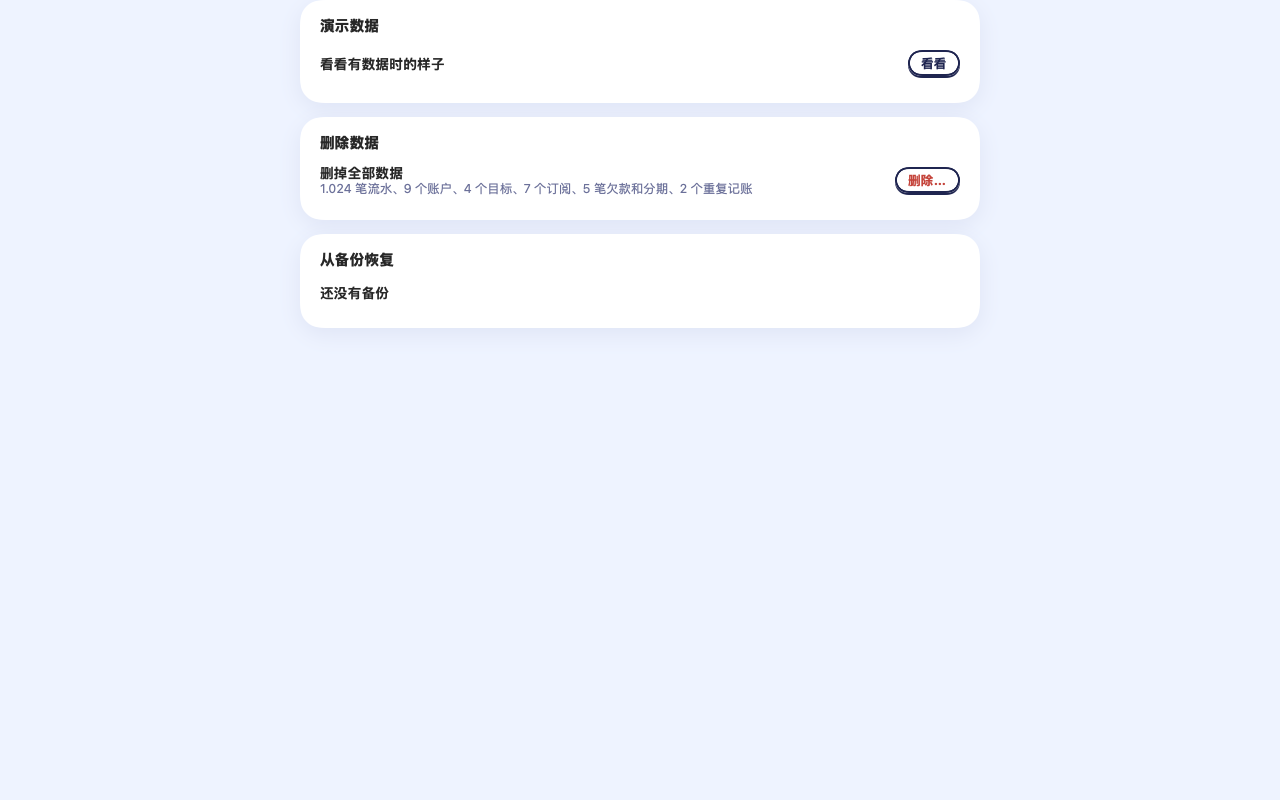 演示数据
看看有数据时的样子
看看
删除数据
删掉全部数据
1.024 笔流水、9 个账户、4 个目标、7 个订阅、5 笔欠款和分期、2 个重复记账
删除…
从备份恢复
还没有备份